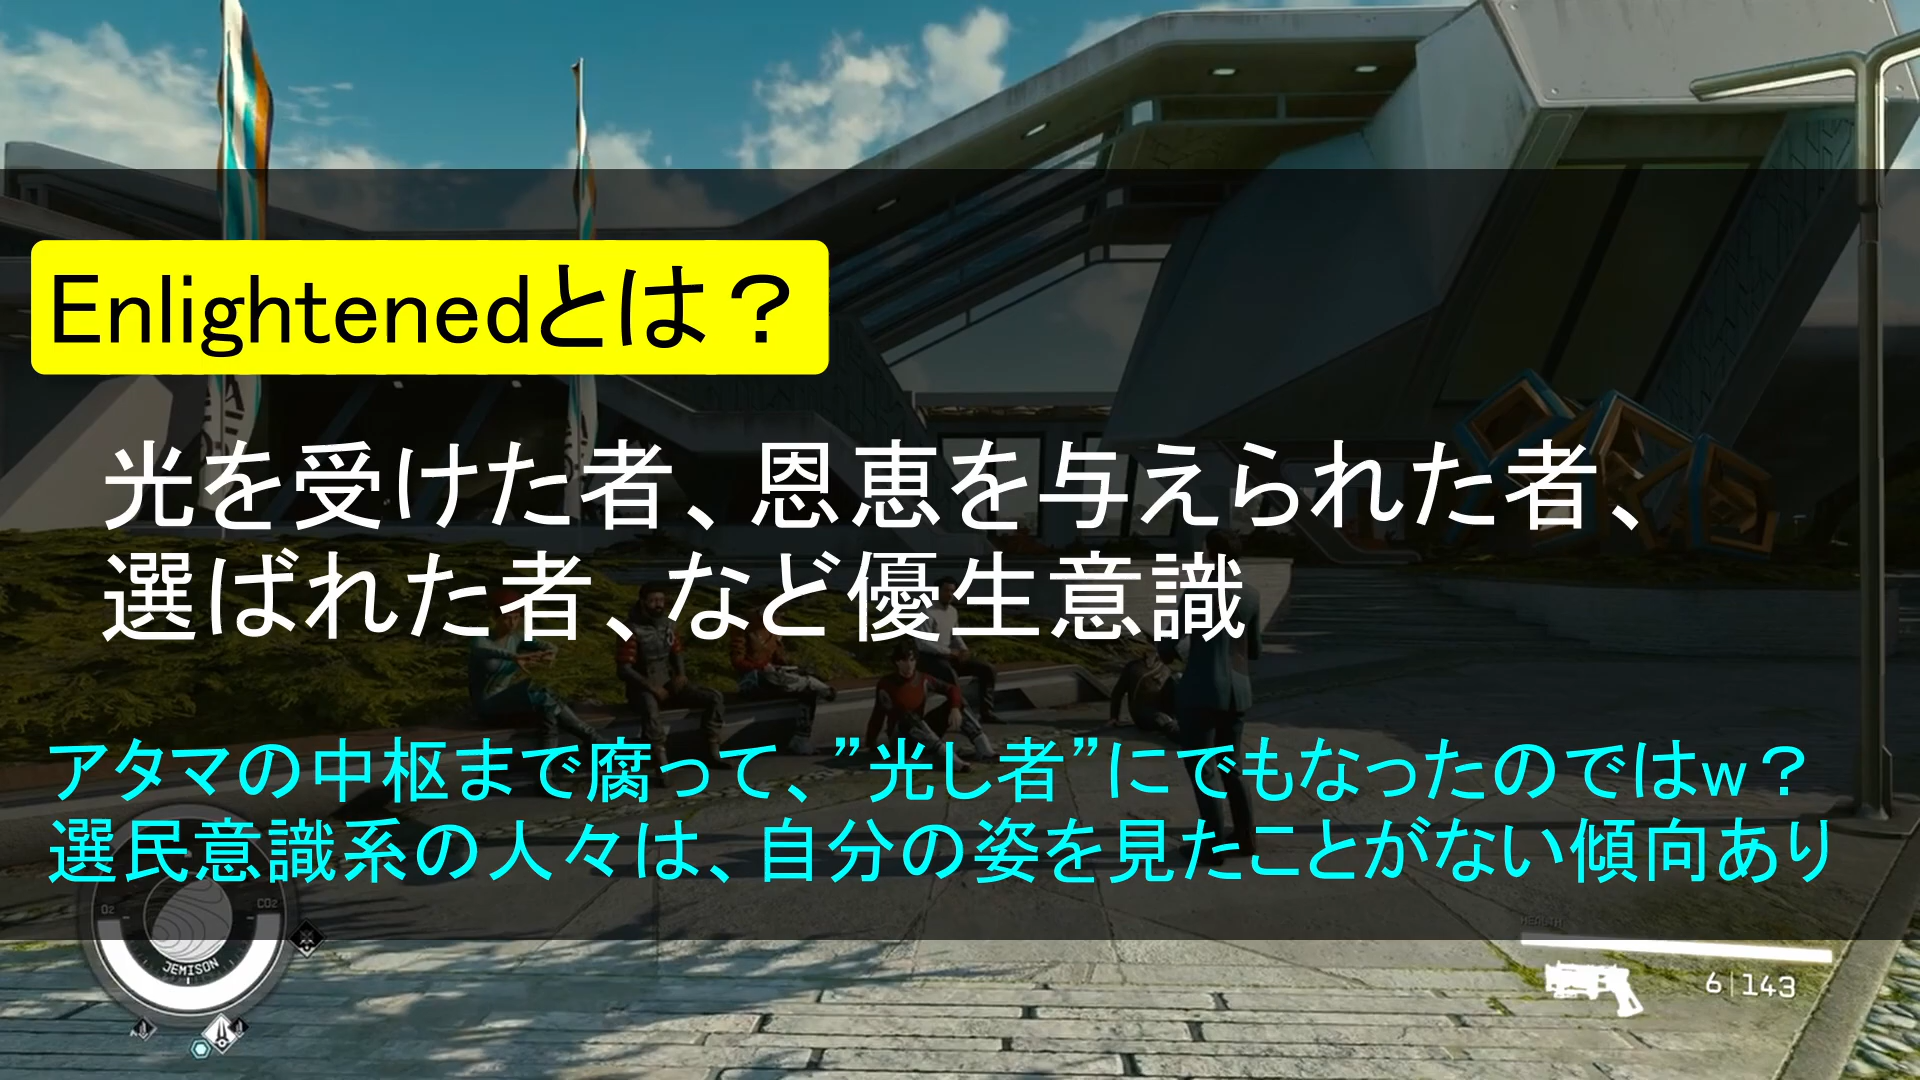 Enlightenedとは？
光を受けた者、恩恵を与えられた者、
選ばれた者、など優生意識
アタマの中枢まで腐って、”光し者”にでもなったのではw？
選民意識系の人々は、自分の姿を見たことがない傾向あり
O2
CO2
JEMISON
HEALTH
6|143